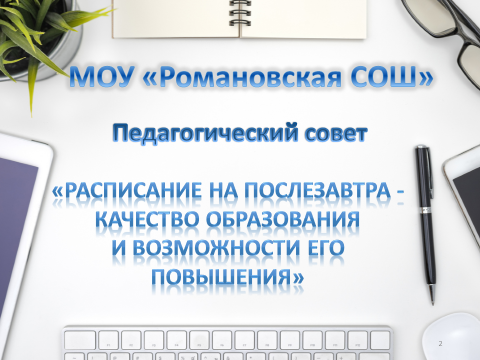 МОУ «Романовская СОШ»
Педагогический совет
«РАСПИСАНИЕ НА ПОСЛЕЗАВТРА -
КАЧЕСТВО ОБРАЗОВАНИЯ
И ВОЗМОЖНОСТИ ЕГО
ПОВЫШЕНИЯ»
2